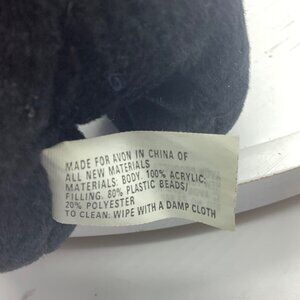 MADE FOR AVON IN CHINA OF
ALL NEW MATERIALS
MATERIALS: BODY. 100% ACRYLIC.
FILLING. 80% PLASTIC BEADS/
20% POLYESTER
TO CLEAN: WIPE WITH A DAMP CLOTH